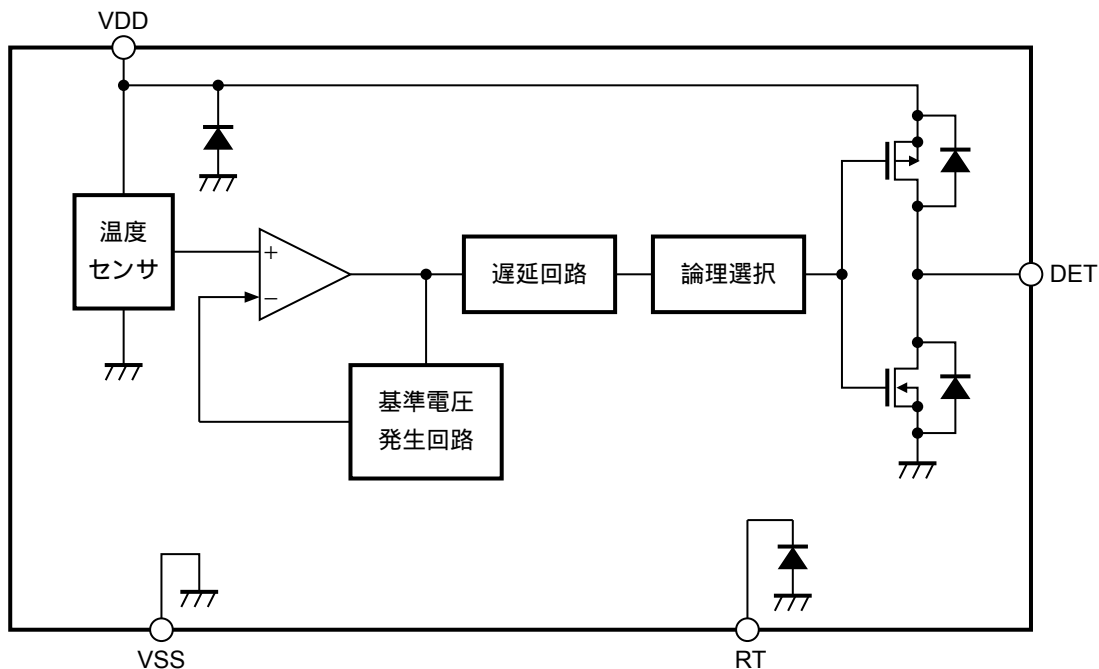 VDD
温度
センサ
+
−
遅延回路
論理選択
DET
基準電圧
発生回路
VSS
RT